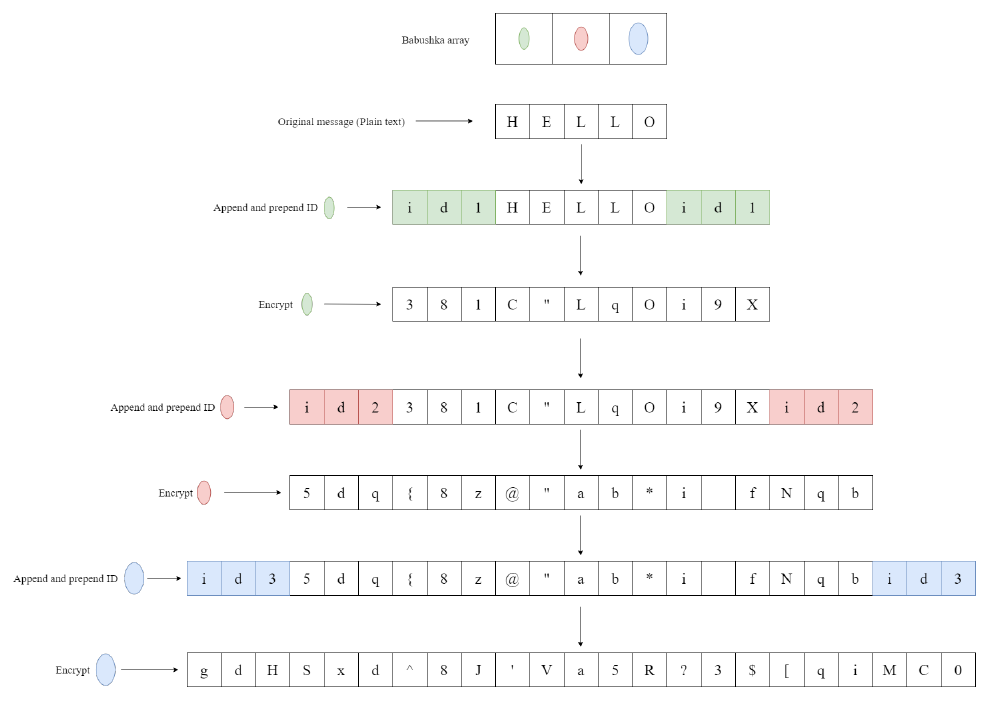 Babushka array
Original message (Plain text) H E L L O
Append and prepend ID i d 1 H E L L O i d 1
Encrypt 3 8 1 C " L q O i 9 X
Append and prepend ID i d 2 3 8 1 C " L q O i 9 X i d 2
Encrypt 5 d q { 8 z @ " a b * i f N q b
Append and prepend ID i d 3 5 d q { 8 z @ " a b * i f N q b i d 3
Encrypt g d H S x d ^ 8 J ' V a 5 R ? 3 $ [ q i M C 0